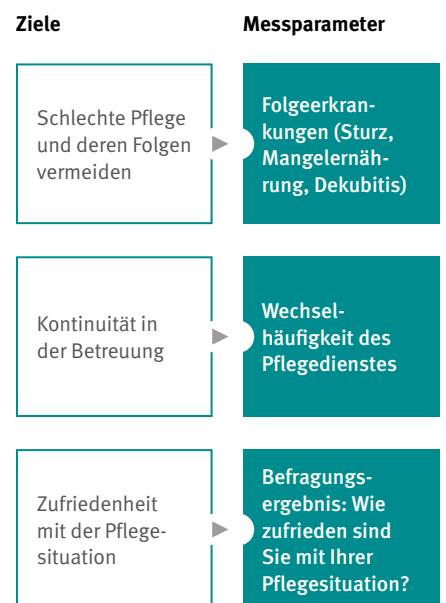 Ziele
Messparameter
Schlechte Pflege
und deren Folgen
vermeiden
Folgeerkran-
kungen (Sturz,
Mangelernäh-
rung, Dekubitis)
Kontinuität in
der Betreuung
Wechsel-
häufigkeit des
Pflegedienstes
Zufriedenheit
mit der Pflege-
situation
Befragungs-
ergebnis: Wie
zufrieden sind
Sie mit Ihrer
Pflegesituation?